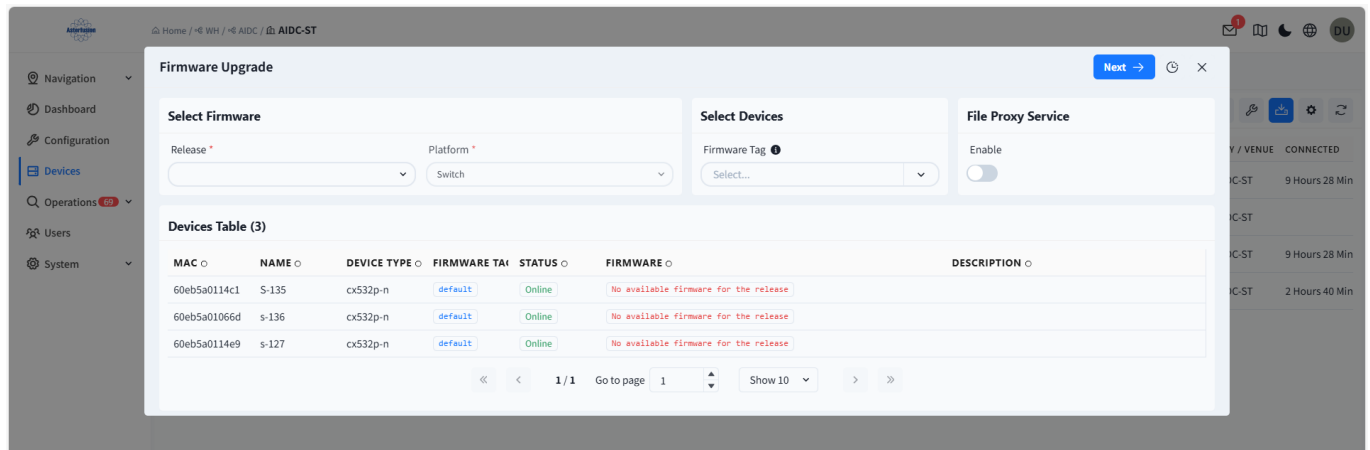 Asterfusion
Home / WH / AIDC / AIDC-ST
1
DU
Navigation
Dashboard
Configuration
Devices
Operations 69
Users
System
Firmware Upgrade
Next
Select Firmware
Release *
Platform *
Switch
Select Devices
Firmware Tag
Select...
File Proxy Service
Enable
Devices Table (3)
MAC NAME DEVICE TYPE FIRMWARE TAG STATUS FIRMWARE DESCRIPTION
60eb5a0114c1 S-135 cx532p-n default Online No available firmware for the release
60eb5a01066d s-136 cx532p-n default Online No available firmware for the release
60eb5a0114e9 s-127 cx532p-n default Online No available firmware for the release
1 / 1 Go to page 1 Show 10
Y / VENUE CONNECTED
DC-ST 9 Hours 28 Min
DC-ST
DC-ST 9 Hours 28 Min
DC-ST 2 Hours 40 Min